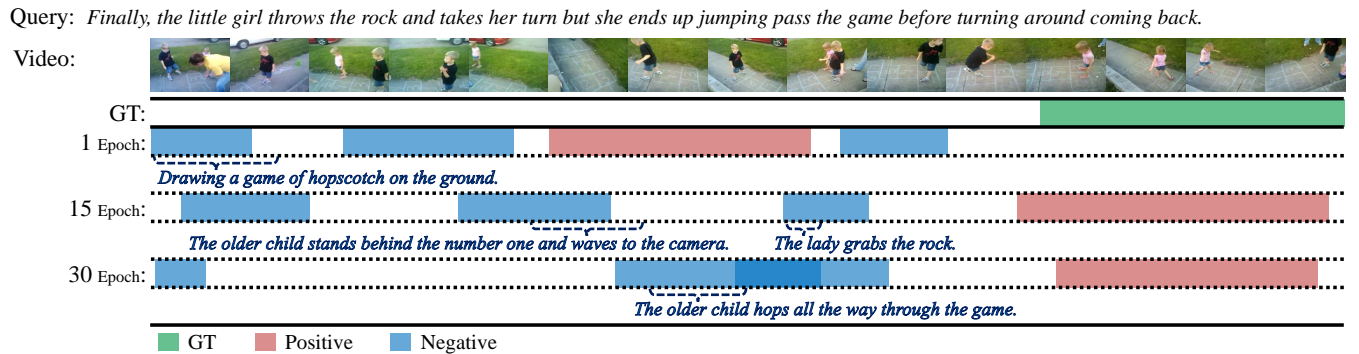 Query: Finally, the little girl throws the rock and takes her turn but she ends up jumping pass the game before turning around coming back.
Video:
GT:
1 Epoch:
Drawing a game of hopscotch on the ground.
15 Epoch:
The older child stands behind the number one and waves to the camera. The lady grabs the rock.
30 Epoch:
The older child hops all the way through the game.
GT Positive Negative